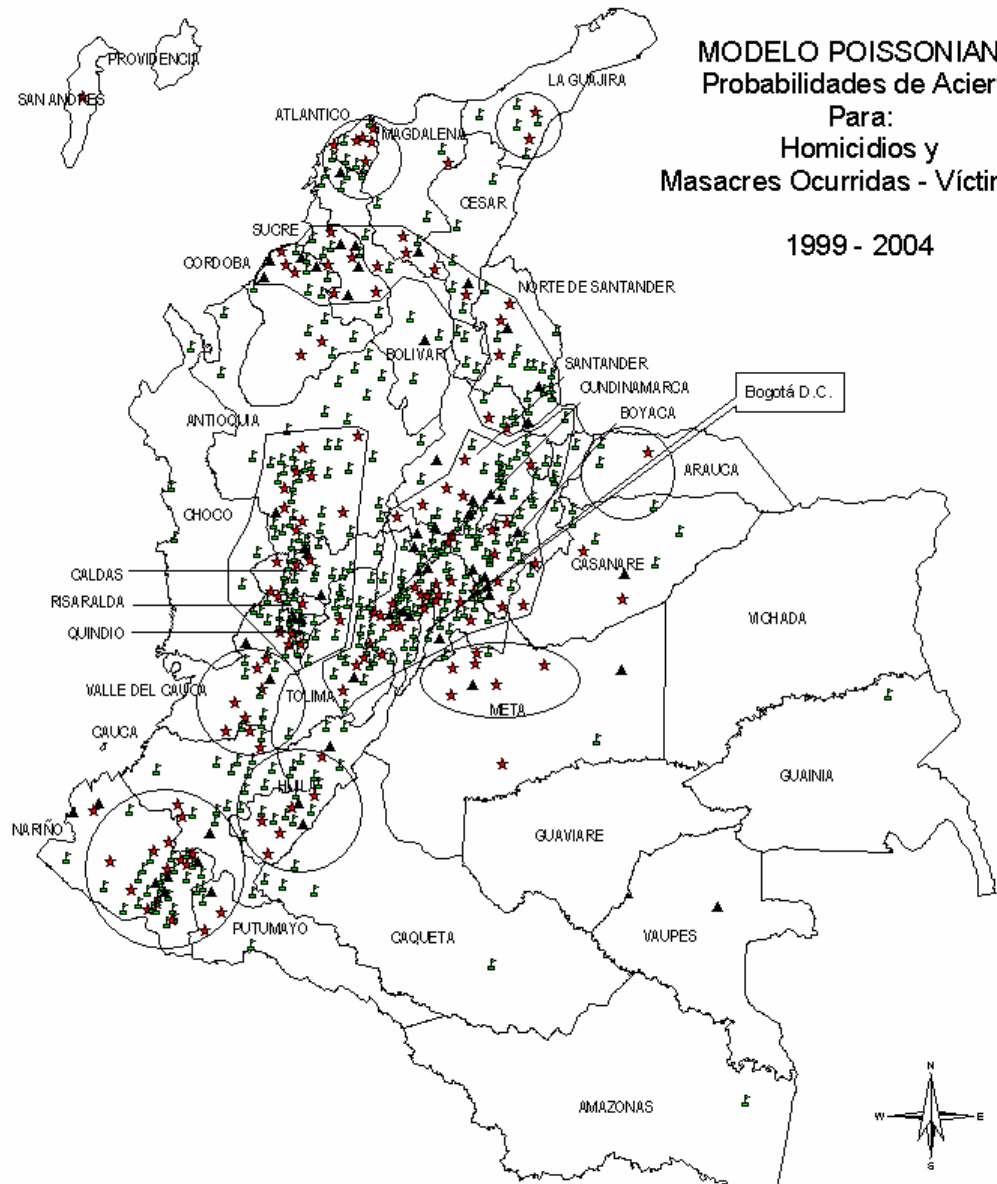 MODELO POISSONIAN
Probabilidades de Acier
Para:
Homicidios y
Masacres Ocurridas - Víctin
1999 - 2004
PROVIDENCIA
SAN ANDRES
LA GUAJIRA
ATLANTICO
MAGDALENA
CESAR
SUCRE
CORDOBA
NORTE DE SANTANDER
BOLIVAR
SANTANDER
CUNDINAMARCA
BOYACA
Bogotá D.C.
ANTIOQUIA
ARAUCA
CHOCO
CASANARE
CALDAS
RISARALDA
QUINDIO
VICHADA
VALLE DEL CAUCA
TOLIMA
META
CAUCA
GUAINIA
HUILA
NARIÑO
GUAVIARE
PUTUMAYO
CAQUETA
VAUPES
AMAZONAS
N
W
E
S